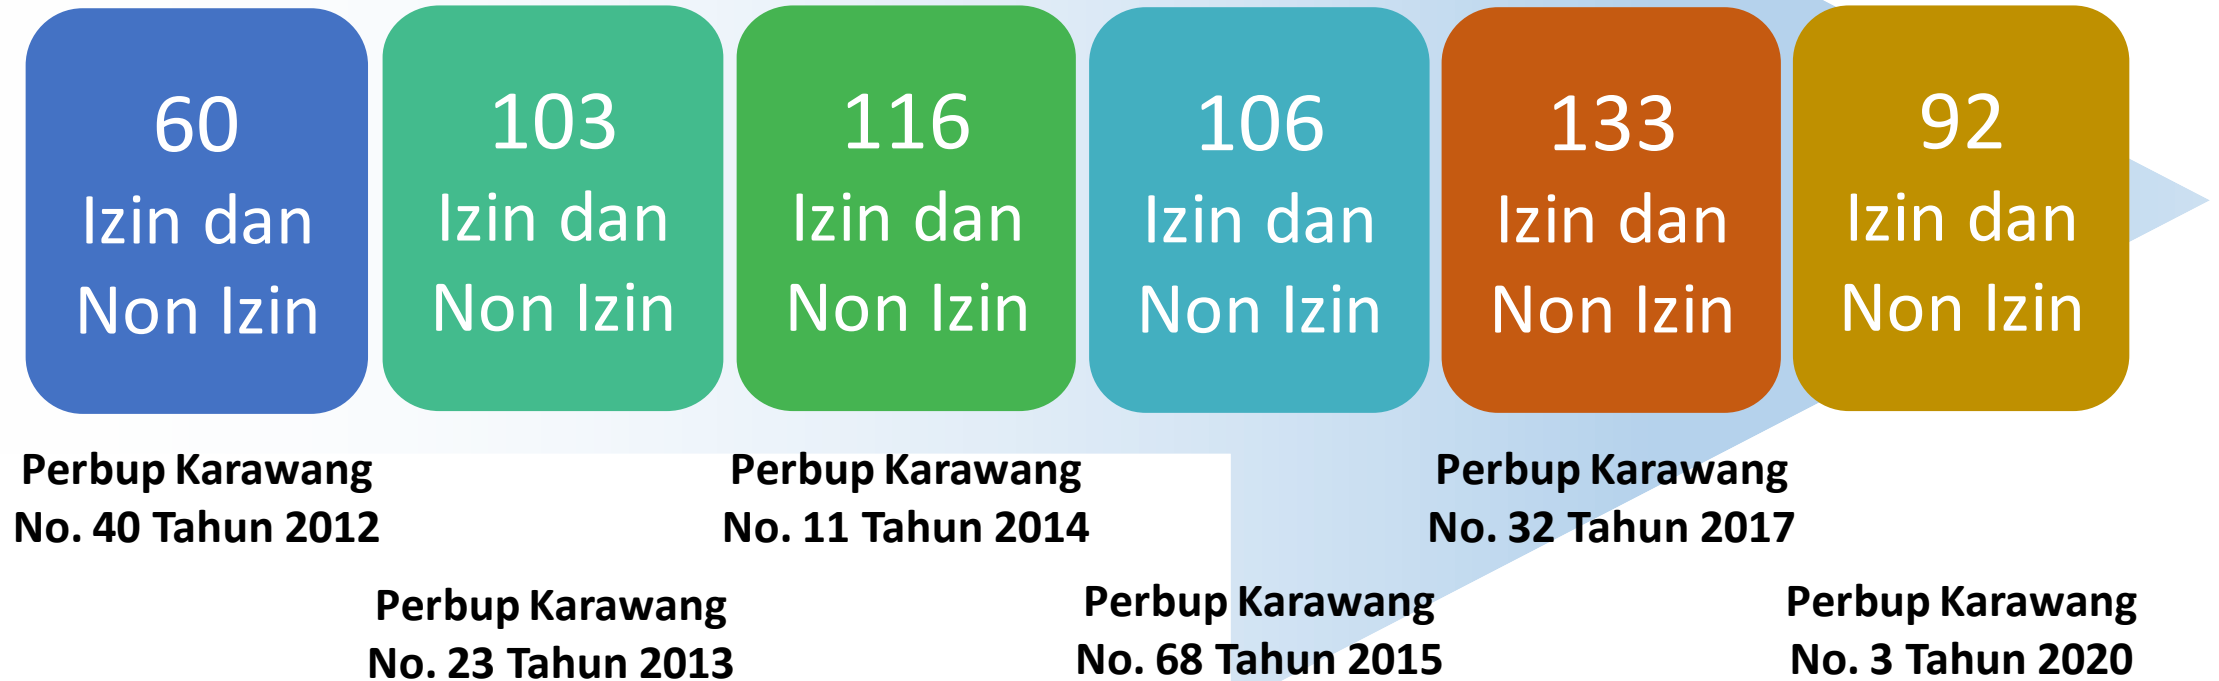 60
Izin dan
Non Izin
103
Izin dan
Non Izin
116
Izin dan
Non Izin
106
Izin dan
Non Izin
133
Izin dan
Non Izin
92
Izin dan
Non Izin
Perbup Karawang
No. 40 Tahun 2012
Perbup Karawang
No. 23 Tahun 2013
Perbup Karawang
No. 11 Tahun 2014
Perbup Karawang
No. 68 Tahun 2015
Perbup Karawang
No. 32 Tahun 2017
Perbup Karawang
No. 3 Tahun 2020